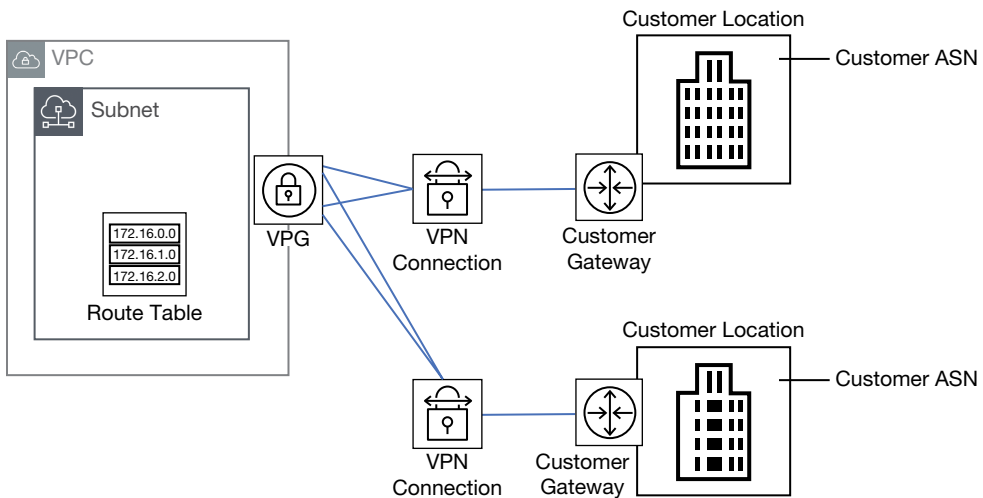 Customer Location
VPC
Customer ASN
Subnet
172.16.0.0
172.16.1.0
172.16.2.0
Route Table
VPG
VPN
Connection
Customer
Gateway
Customer Location
Customer ASN
VPN
Connection
Customer
Gateway